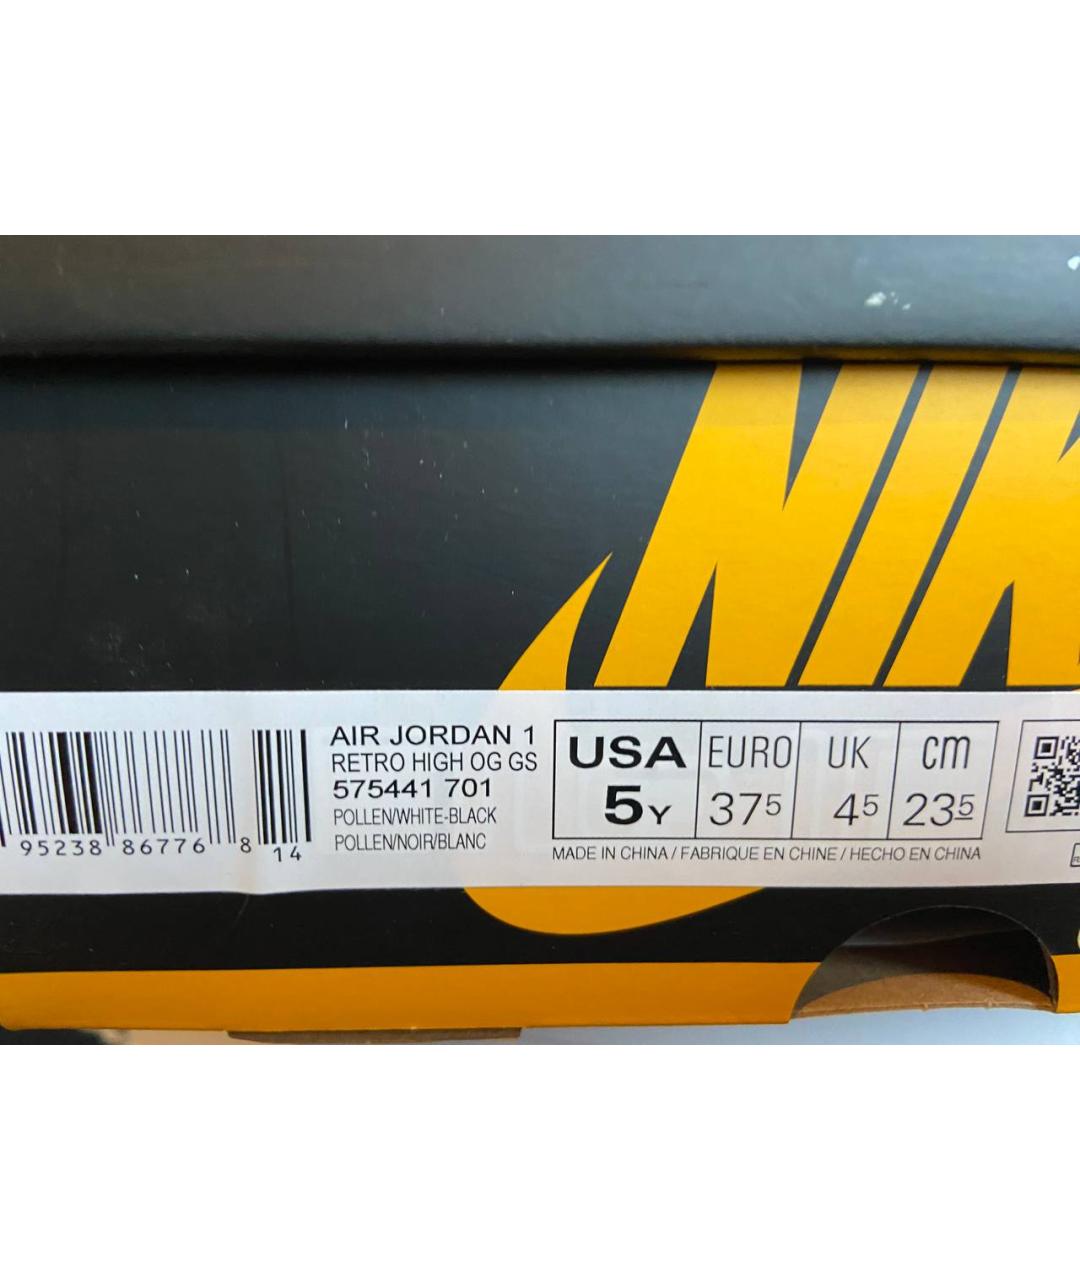 NIK
AIR JORDAN 1
RETRO HIGH OG GS
575441 701
POLLEN/WHITE-BLACK
POLLEN/NOIR/BLANC
95238 86776 8
14
USA EURO UK cm
5Y 375 45 235
MADE IN CHINA / FABRIQUE EN CHINE / HECHO EN CHINA